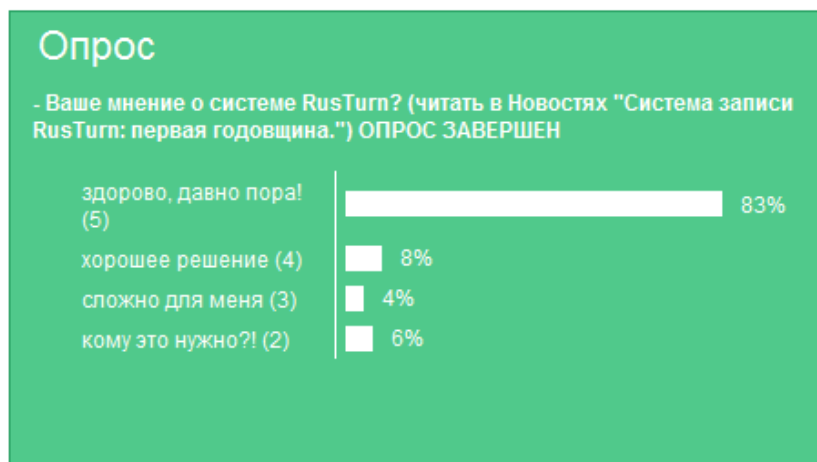 Опрос
- Ваше мнение о системе RusTurn? (читать в Новостях "Система записи
RusTurn: первая годовщина.") ОПРОС ЗАВЕРШЕН
здорово, давно пора!
(5)
83%
хорошее решение (4)
8%
сложно для меня (3)
4%
кому это нужно?! (2)
6%